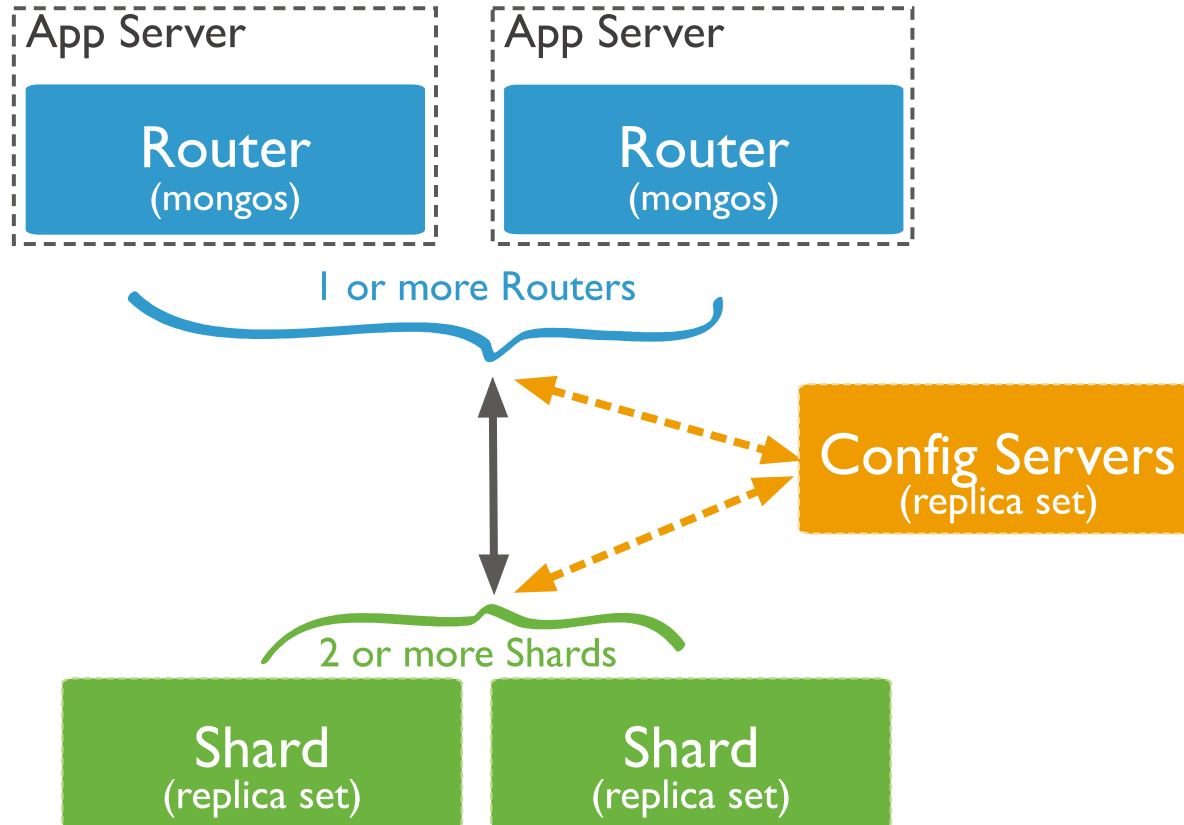 App Server
App Server
Router
(mongos)
Router
(mongos)
1 or more Routers
Config Servers
(replica set)
2 or more Shards
Shard
(replica set)
Shard
(replica set)